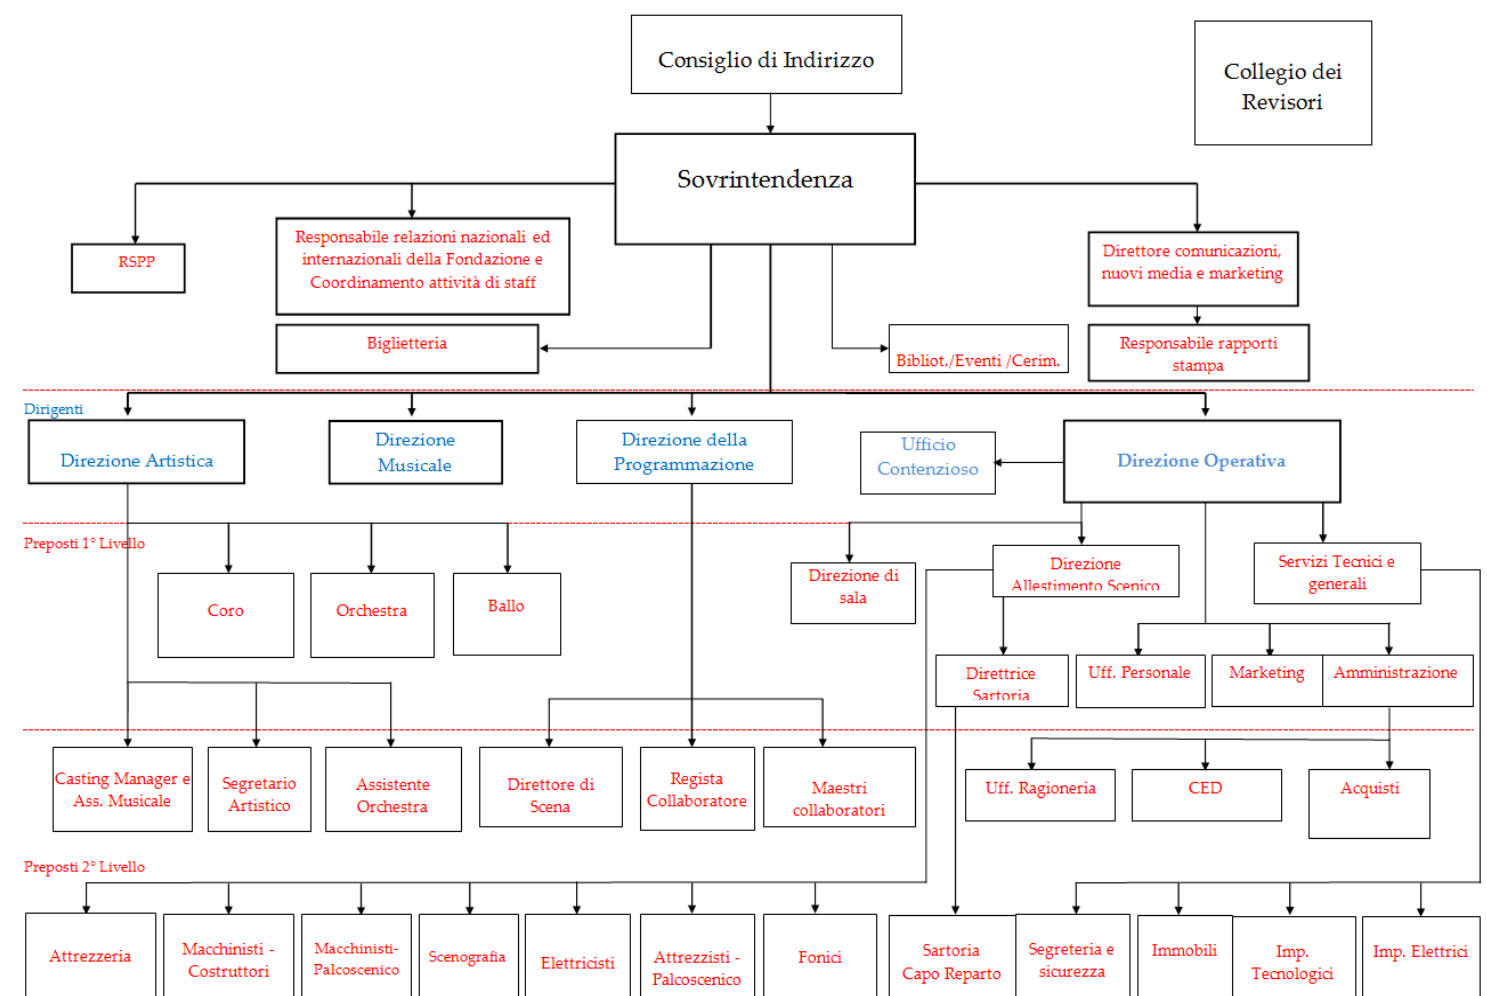 Consiglio di Indirizzo
Collegio dei
Revisori
Sovrintendenza
RSPP
Responsabile relazioni nazionali ed
internazionali della Fondazione e
Coordinamento attività di staff
Direttore comunicazioni,
nuovi media e marketing
Biglietteria
Bibliot./Eventi /Cerim.
Responsabile rapporti
stampa
Dirigenti
Direzione Artistica
Direzione
Musicale
Direzione della
Programmazione
Ufficio
Contenzioso
Direzione Operativa
Preposti 1° Livello
Coro
Orchestra
Ballo
Direzione di
sala
Direzione
Allestimento Scenico
Servizi Tecnici e
generali
Direttrice
Sartoria
Uff. Personale
Marketing
Amministrazione
Casting Manager e
Ass. Musicale
Segretario
Artistico
Assistente
Orchestra
Direttore di
Scena
Regista
Collaboratore
Maestri
collaboratori
Uff. Ragioneria
CED
Acquisti
Preposti 2° Livello
Attrezzeria
Macchinisti -
Costruttori
Macchinisti-
Palcoscenico
Scenografia
Elettricisti
Attrezzisti -
Palcoscenico
Fonici
Sartoria
Capo Reparto
Segreteria e
sicurezza
Immobili
Imp.
Tecnologici
Imp. Elettrici